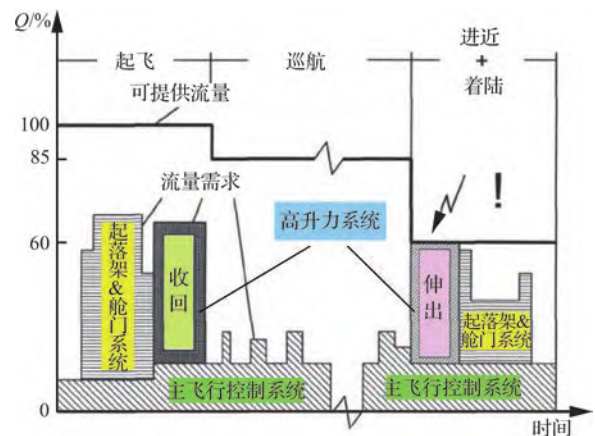 Q/%
起飞
巡航
进近
+
着陆
可提供流量
100
85
流量需求
!
60
高升力系统
起落架&舱门系统
收回
伸出
起落架&
舱门系统
主飞行控制系统
主飞行控制系统
0
时间